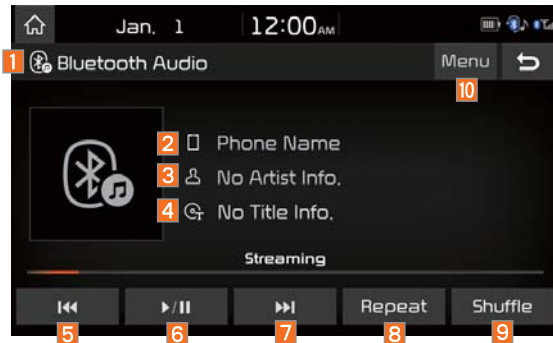 Jan. 1 12:00AM
1 Bluetooth Audio Menu
10
2 Phone Name
3 No Artist Info.
4 No Title Info.
Streaming
Repeat Shuffle
5 6 7 8 9